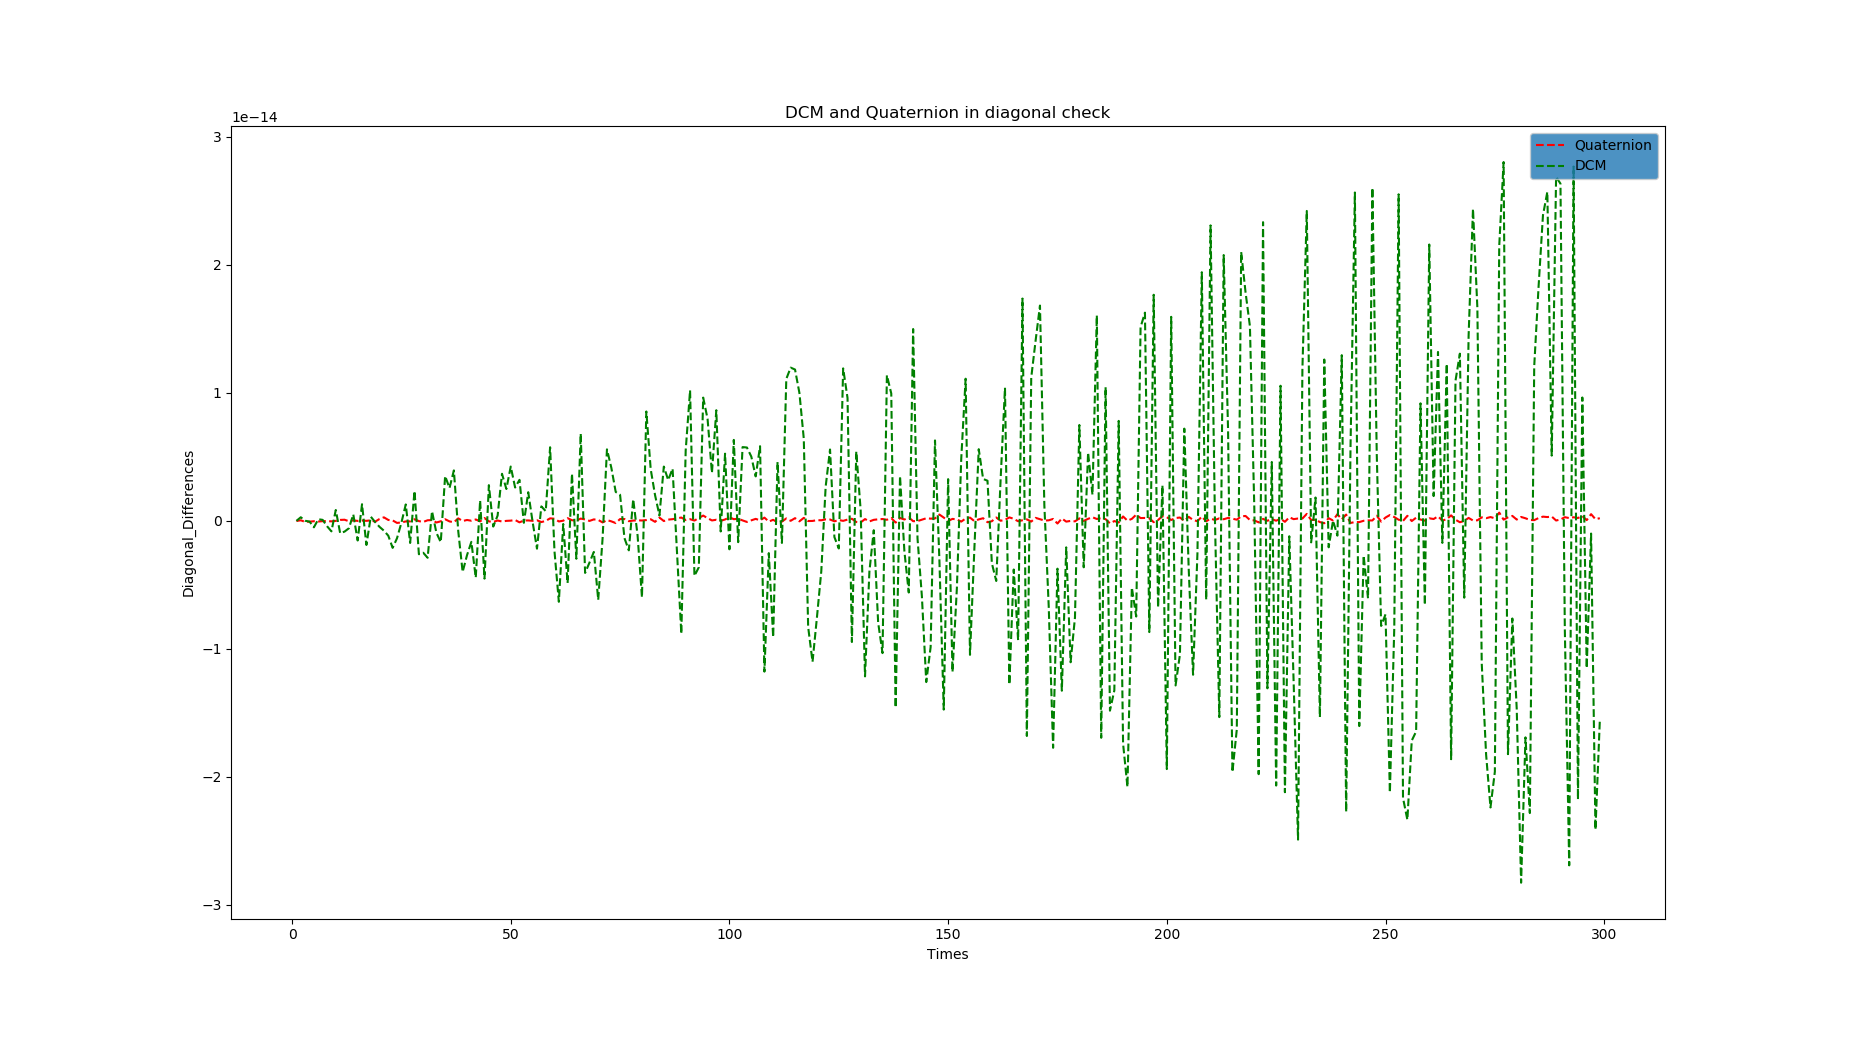 DCM and Quaternion in diagonal check
1e−14
3
2
1
0
−1
−2
−3
Diagonal_Differences
Quaternion
DCM
0 50 100 150 200 250 300
Times